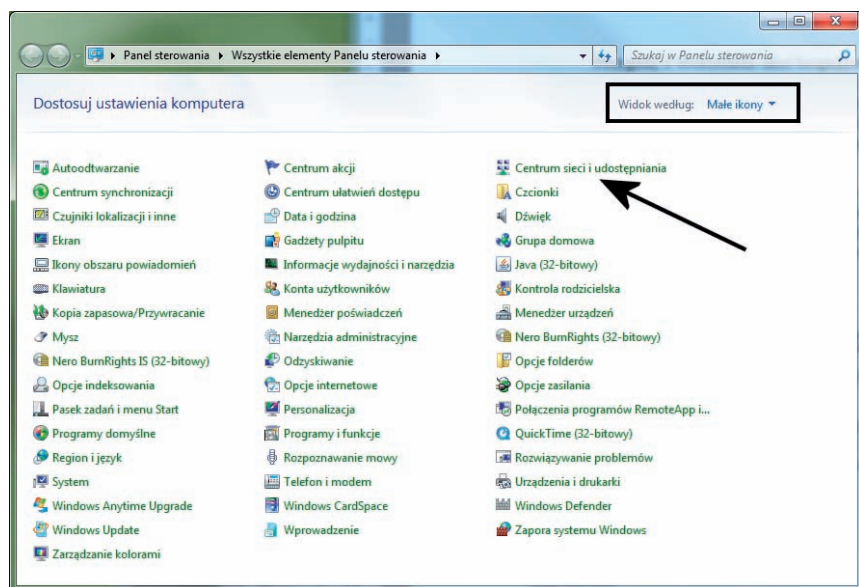 Panel sterowania Wszystkie elementy Panelu sterowania
Szukaj w Panelu sterowania
Dostosuj ustawienia komputera
Widok według: Małe ikony
Autoodtwarzanie
Centrum synchronizacji
Czujniki lokalizacji i inne
Ekran
Ikony obszaru powiadomień
Klawiatura
Kopia zapasowa/Przywracanie
Mysz
Nero BurnRights IS (32-bitowy)
Opcje indeksowania
Pasek zadań i menu Start
Programy domyślne
Region i język
System
Windows Anytime Upgrade
Windows Update
Zarządzanie kolorami
Centrum akcji
Centrum ułatwień dostępu
Data i godzina
Gadżety pulpitu
Informacje wydajności i narzędzia
Konta użytkowników
Menedżer poświadczeń
Narzędzia administracyjne
Odzyskiwanie
Opcje internetowe
Personalizacja
Programy i funkcje
Rozpoznawanie mowy
Telefon i modem
Windows CardSpace
Wprowadzenie
Centrum sieci i udostępniania
Czcionki
Dźwięk
Grupa domowa
Java (32-bitowy)
Kontrola rodzicielska
Menedżer urządzeń
Nero BurnRights (32-bitowy)
Opcje folderów
Opcje zasilania
Połączenia programów RemoteApp i...
QuickTime (32-bitowy)
Rozwiązywanie problemów
Urządzenia i drukarki
Windows Defender
Zapora systemu Windows